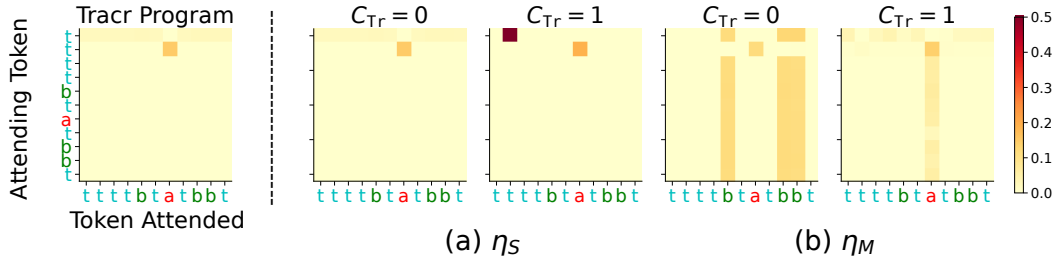 Tracr Program
C_Tr = 0
C_Tr = 1
C_Tr = 0
C_Tr = 1
Attending Token
t
t
t
t
b
t
a
t
b
b
t
t t t t b t a t b b t
t t t t b t a t b b t
t t t t b t a t b b t
t t t t b t a t b b t
t t t t b t a t b b t
Token Attended
0.5
0.4
0.3
0.2
0.1
0.0
(a) η_S
(b) η_M